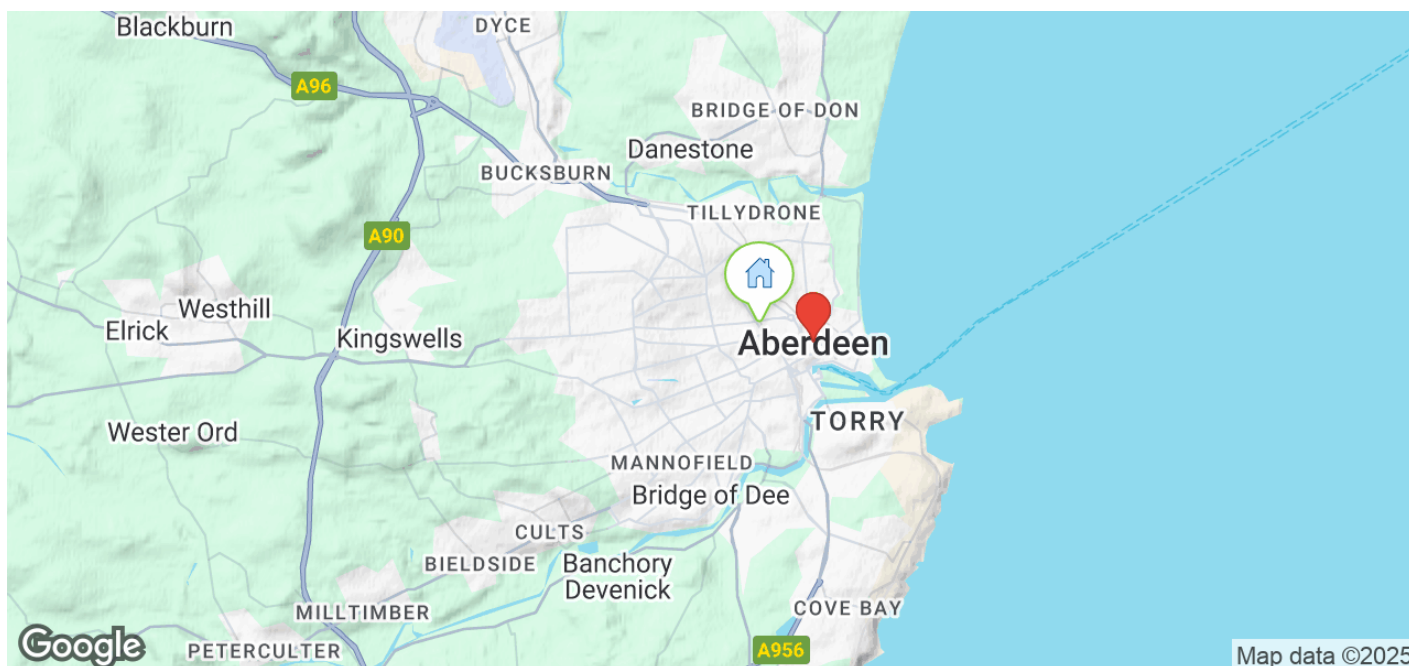 Blackburn
DYCE
A96
BRIDGE OF DON
Danestone
BUCKSBURN
TILLYDRONE
A90
Westhill
Elrick
Kingswells
Aberdeen
TORRY
Wester Ord
MANNOFIELD
Bridge of Dee
CULTS
BIELDSIDE
Banchory
Devenick
MILLTIMBER
COVE BAY
PETERCULTER
A956
Google
Map data ©2025